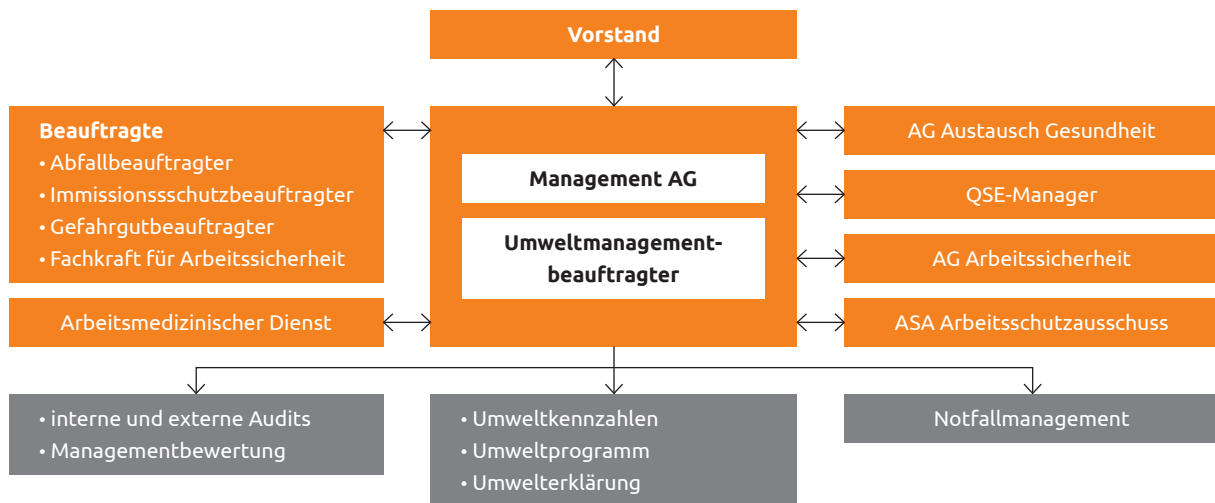 Vorstand
Beauftragte
• Abfallbeauftragter
• Immissionssschutzbeauftragter
• Gefahrgutbeauftragter
• Fachkraft für Arbeitssicherheit
Arbeitsmedizinischer Dienst
Management AG
Umweltmanagement-
beauftragter
AG Austausch Gesundheit
QSE-Manager
AG Arbeitssicherheit
ASA Arbeitsschutzausschuss
• interne und externe Audits
• Managementbewertung
• Umweltkennzahlen
• Umweltprogramm
• Umwelterklärung
Notfallmanagement